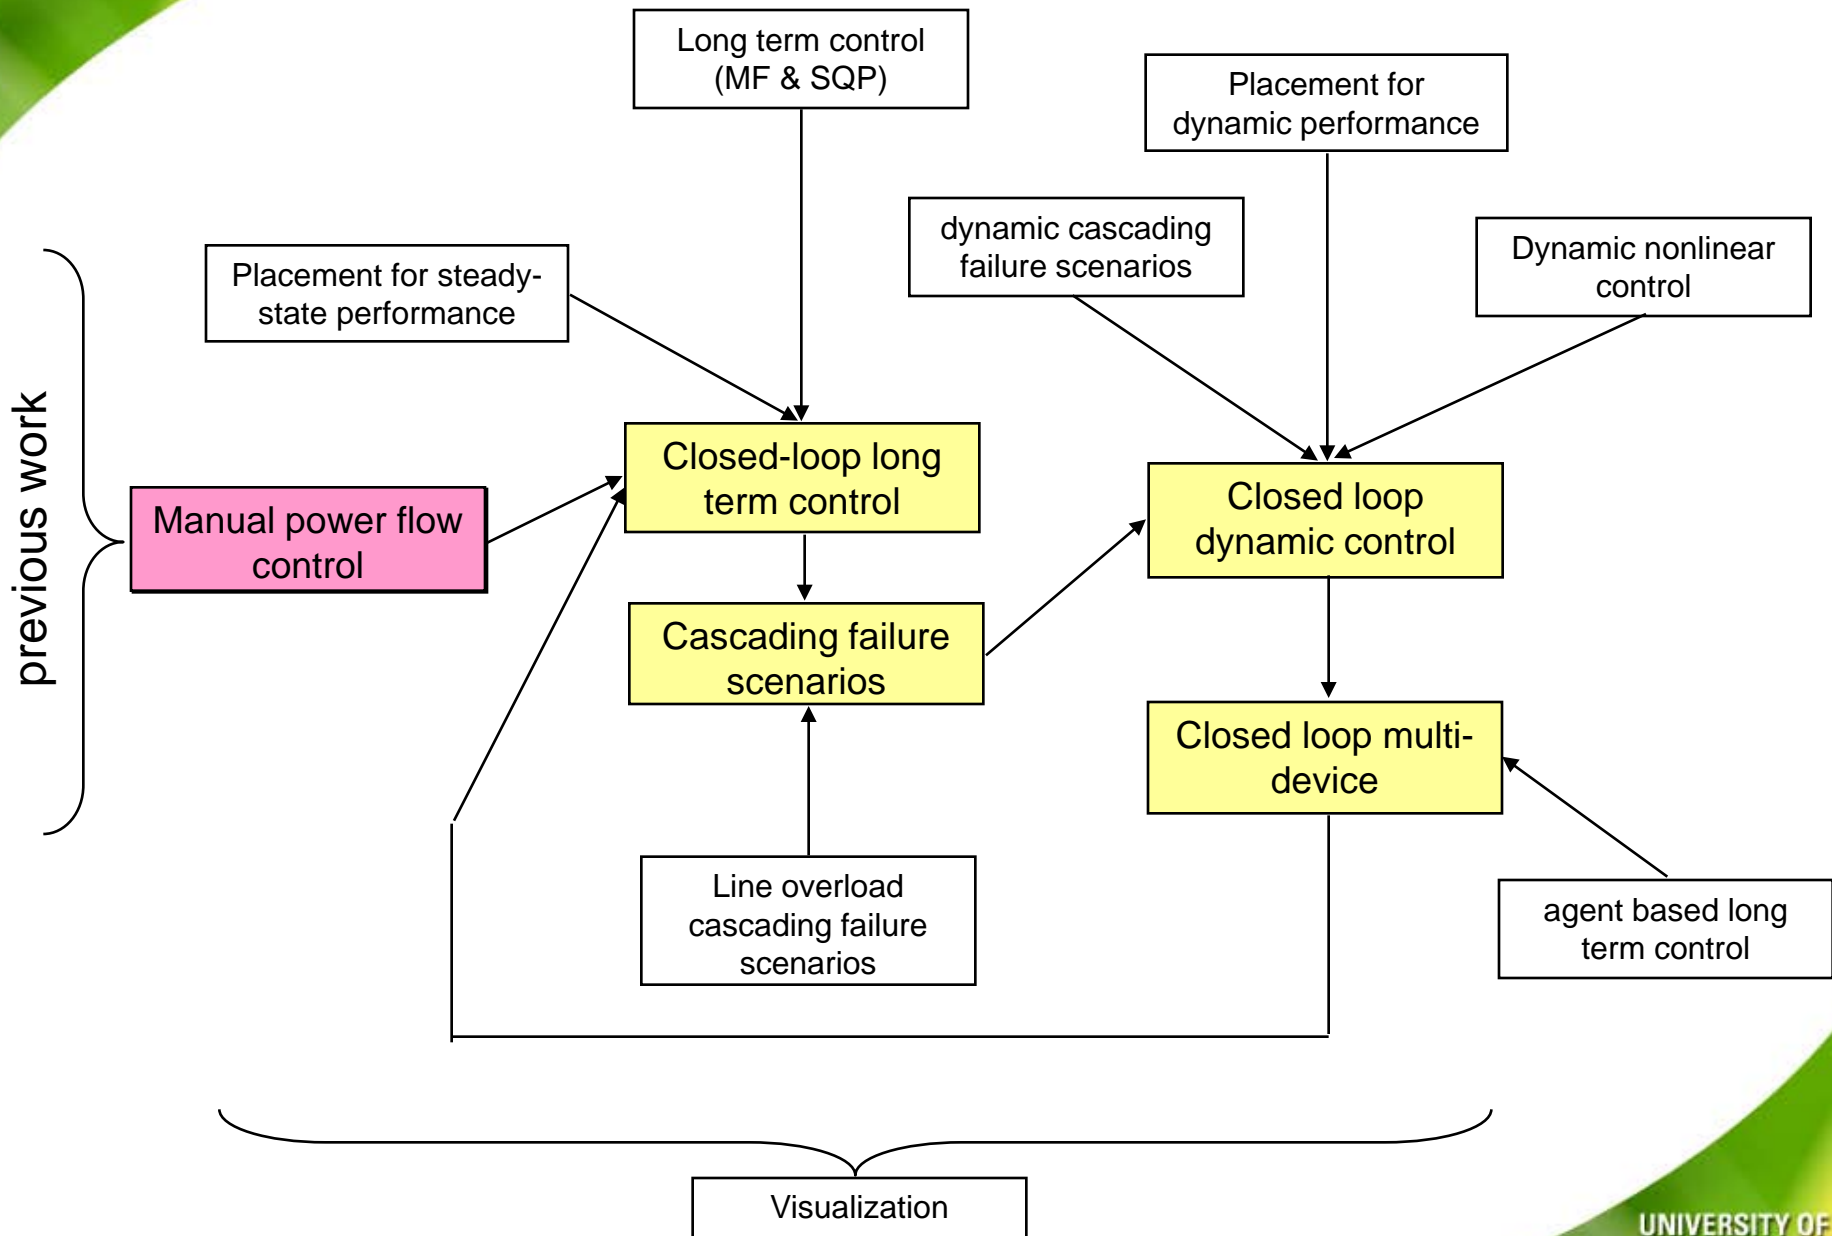 Long term control
(MF & SQP)
Placement for
dynamic performance
dynamic cascading
failure scenarios
Dynamic nonlinear
control
Placement for steady-
state performance
previous work
Closed-loop long
term control
Manual power flow
control
Closed loop
dynamic control
Cascading failure
scenarios
Closed loop multi-
device
Line overload
cascading failure
scenarios
agent based long
term control
Visualization
UNIVERSITY OF